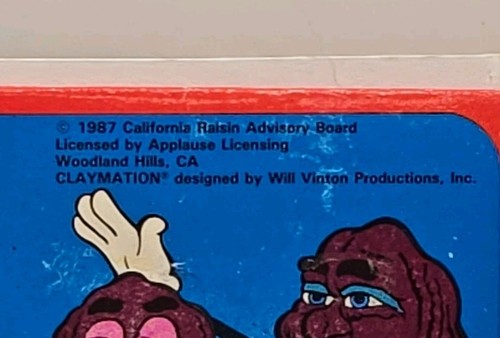 © 1987 California Raisin Advisory Board
Licensed by Applause Licensing
Woodland Hills, CA
CLAYMATION® designed by Will Vinton Productions, Inc.